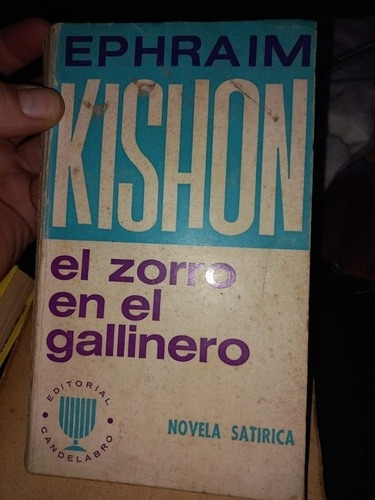 EPHRAIM
KISHON
el zorro
en el
gallinero
EDITORIAL
CANDELABRO
NOVELA SATIRICA